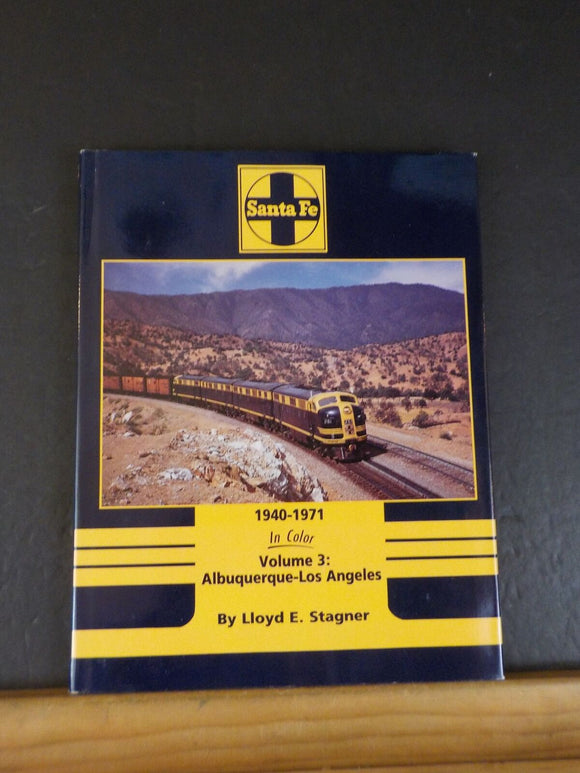 Santa Fe
1940-1971
In Color
Volume 3:
Albuquerque-Los Angeles
By Lloyd E. Stagner